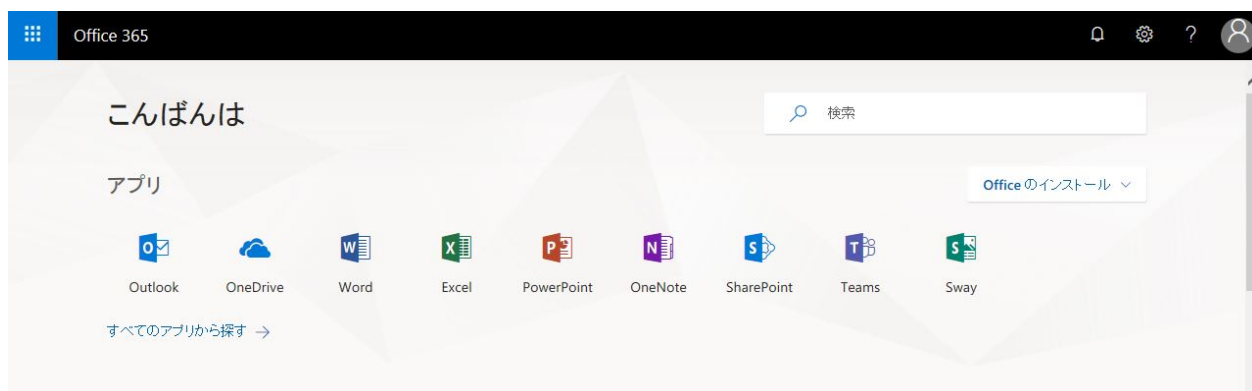 Office 365
こんばんは
検索
アプリ
Office のインストール
Outlook OneDrive Word Excel PowerPoint OneNote SharePoint Teams Sway
すべてのアプリから探す →